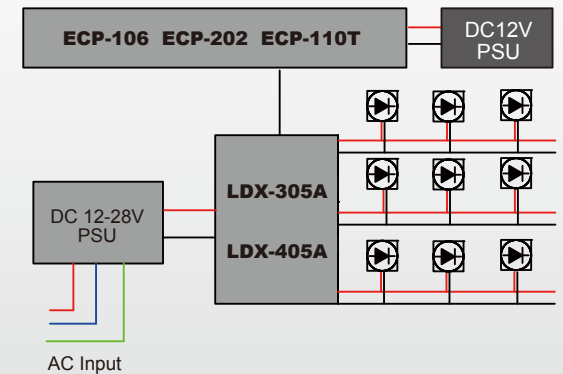 ECP-106 ECP-202 ECP-110T
DC12V
PSU
LDX-305A
LDX-405A
DC 12-28V
PSU
AC Input